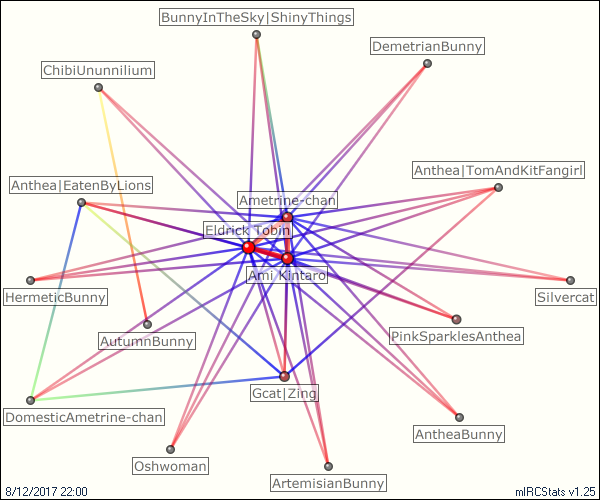 BunnyInTheSky|ShinyThings
DemetrianBunny
ChibiUnunnilium
Anthea|TomAndKitFangirl
Anthea|EatenByLions
Ametrine-chan
Eldrick Tobin
Ami Kintaro
HermeticBunny
Silvercat
AutumnBunny
PinkSparklesAnthea
Gcat|Zing
DomesticAmetrine-chan
AntheaBunny
Oshwoman
ArtemisianBunny
8/12/2017 22:00
mIRCStats v1.25